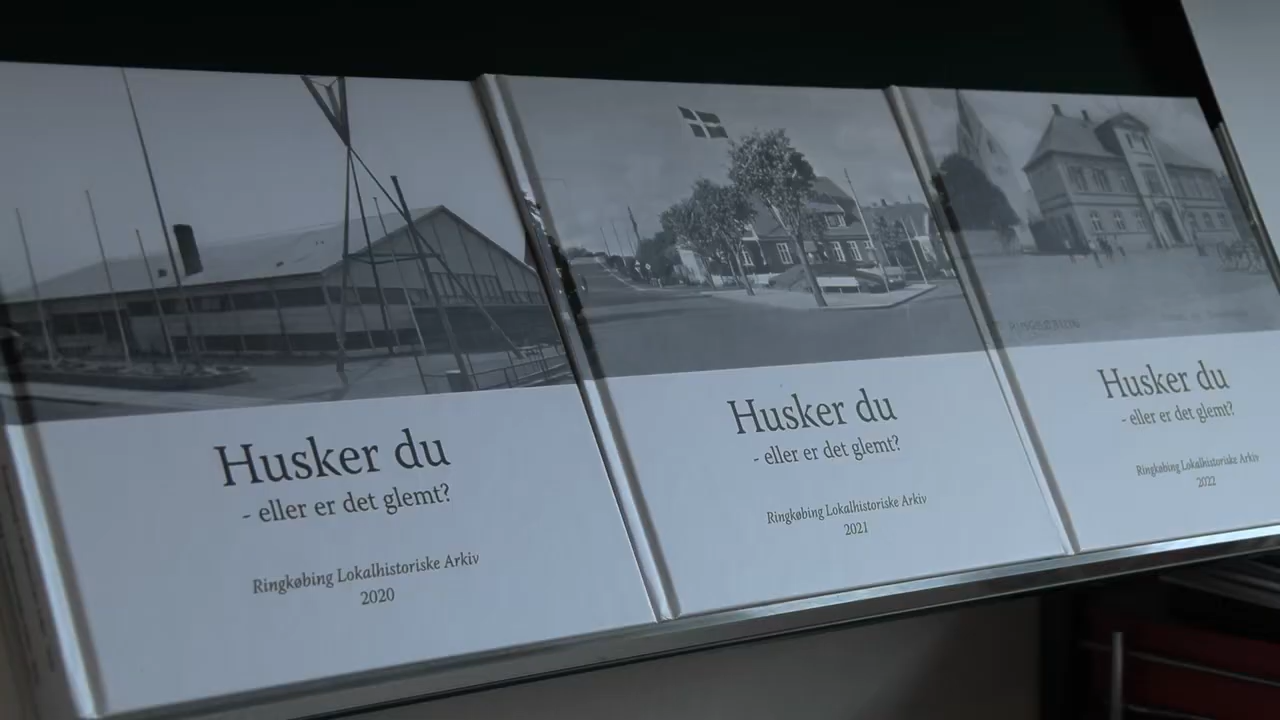 Husker du
- eller er det glemt?
Ringkøbing Lokalhistoriske Arkiv
2020
Husker du
- eller er det glemt?
Ringkøbing Lokalhistoriske Arkiv
2021
RINGKØBING
Husker du
- eller er det glemt?
Ringkøbing Lokalhistoriske Arkiv
2022